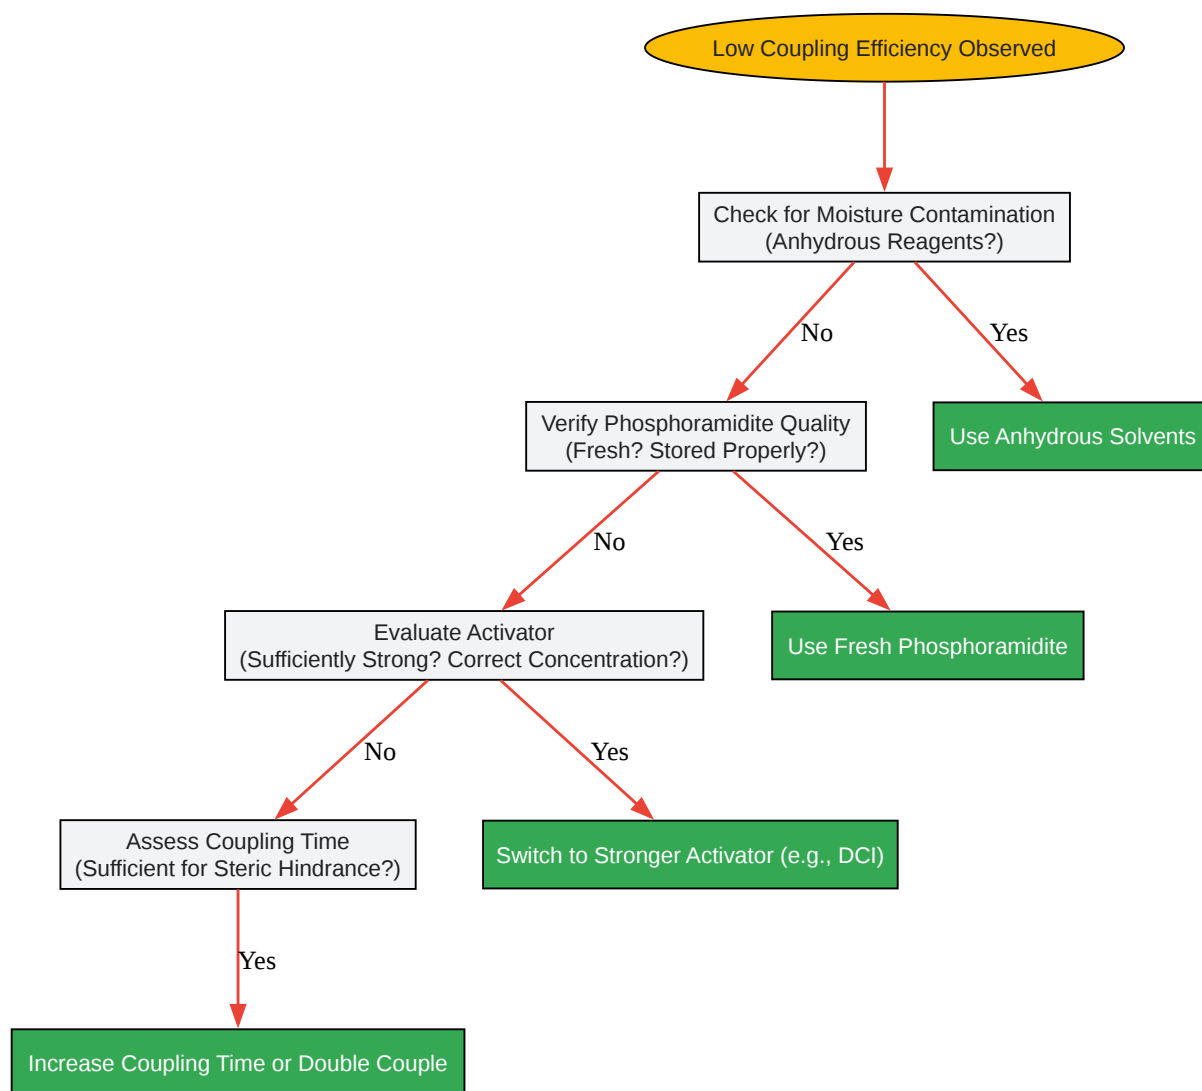 Low Coupling Efficiency Observed
Check for Moisture Contamination
(Anhydrous Reagents?)
No
Yes
Verify Phosphoramidite Quality
(Fresh? Stored Properly?)
Use Anhydrous Solvents
No
Yes
Evaluate Activator
(Sufficiently Strong? Correct Concentration?)
Use Fresh Phosphoramidite
No
Yes
Assess Coupling Time
(Sufficient for Steric Hindrance?)
Switch to Stronger Activator (e.g., DCI)
Yes
Increase Coupling Time or Double Couple